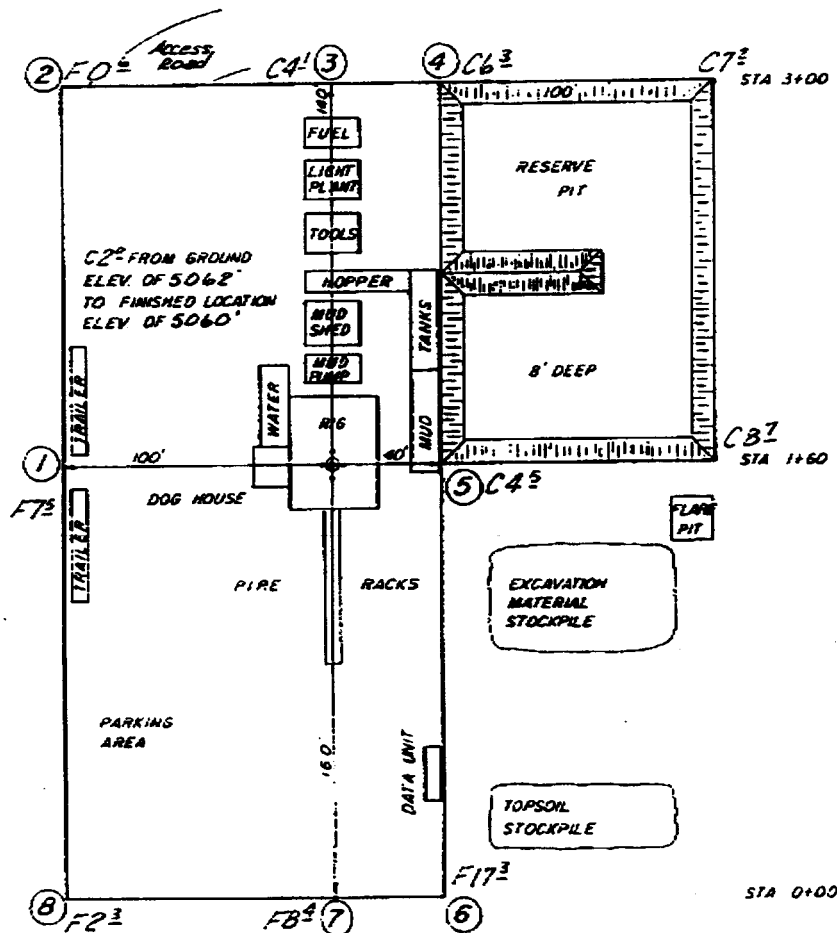 Access
Road
2 F0⁶ C4¹ 3 4 C6³ C7² STA 3+00
140'
100'
FUEL
LIGHT
PLANT
RESERVE
PIT
TOOLS
C2⁰ FROM GROUND
ELEV. OF 5062'
TO FINISHED LOCATION
ELEV. OF 5060'
HOPPER
MUD
SHED
TANKS
MUD
PUMP
8' DEEP
TRAILER
WATER
RIG
MUD
C8⁷
1 100' 40' STA 1+60
5 C4⁵
F7⁵
DOG HOUSE
FLARE
PIT
TRAILER
PIPE RACKS
EXCAVATION
MATERIAL
STOCKPILE
PARKING
AREA
160'
DATA UNIT
TOPSOIL
STOCKPILE
F17³
STA 0+00
8 F2³ F8⁴ 7 6